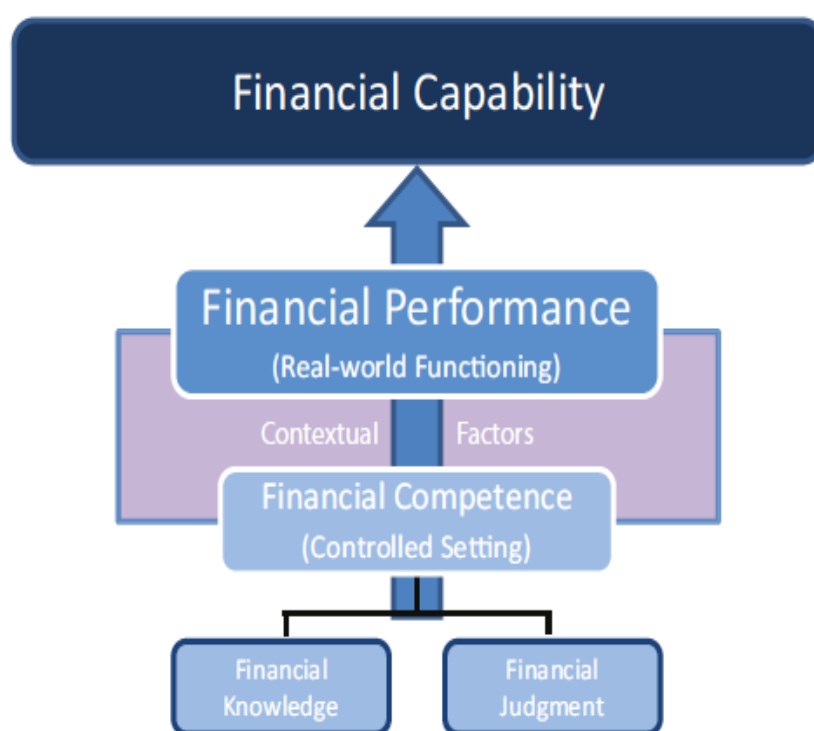 Financial Capability
Financial Performance
(Real-world Functioning)
Contextual Factors
Financial Competence
(Controlled Setting)
Financial
Knowledge
Financial
Judgment